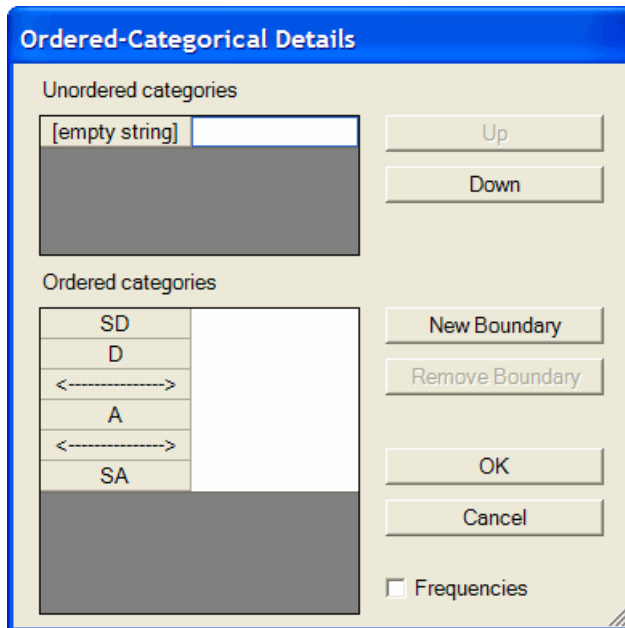 Ordered-Categorical Details
Unordered categories
[empty string]
Up
Down
Ordered categories
SD
D
<--------------->
A
<--------------->
SA
New Boundary
Remove Boundary
OK
Cancel
Frequencies